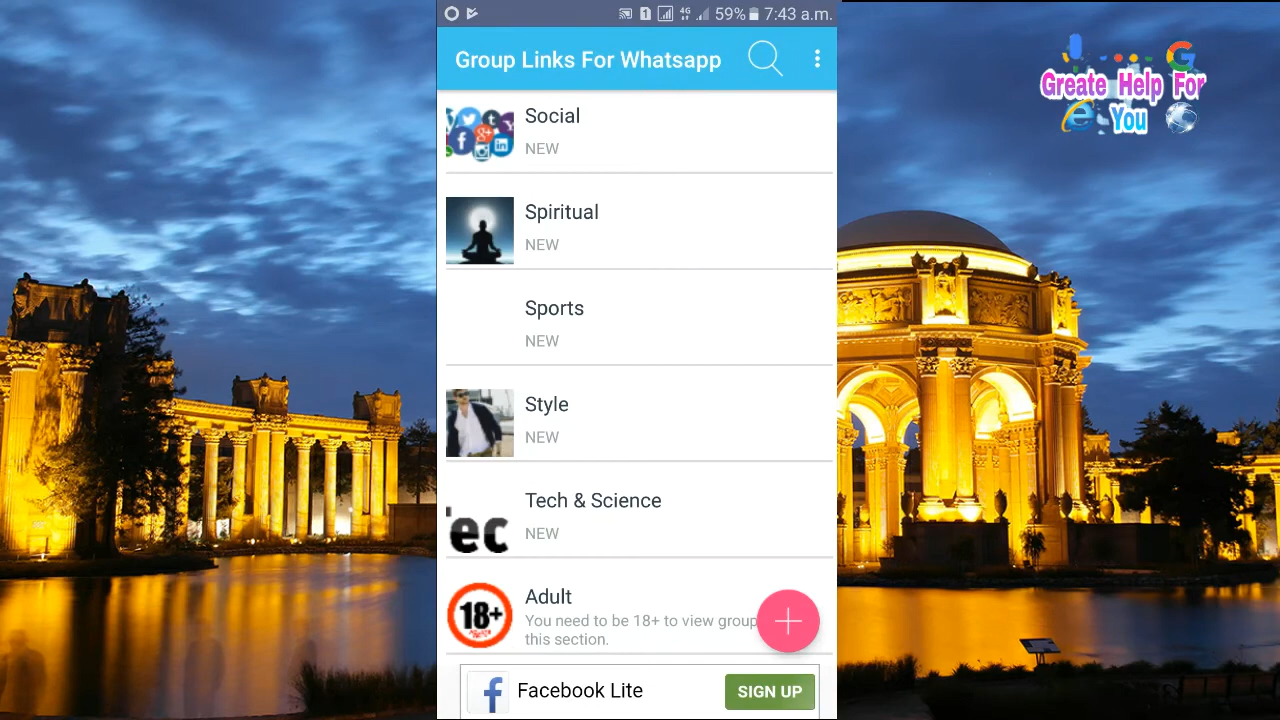 59% 7:43 a.m.
Group Links For Whatsapp
Social
NEW
Spiritual
NEW
Sports
NEW
Style
NEW
Tec
Tech & Science
NEW
18+
Adult
You need to be 18+ to view group
this section.
Facebook Lite
SIGN UP
Greate Help For
You